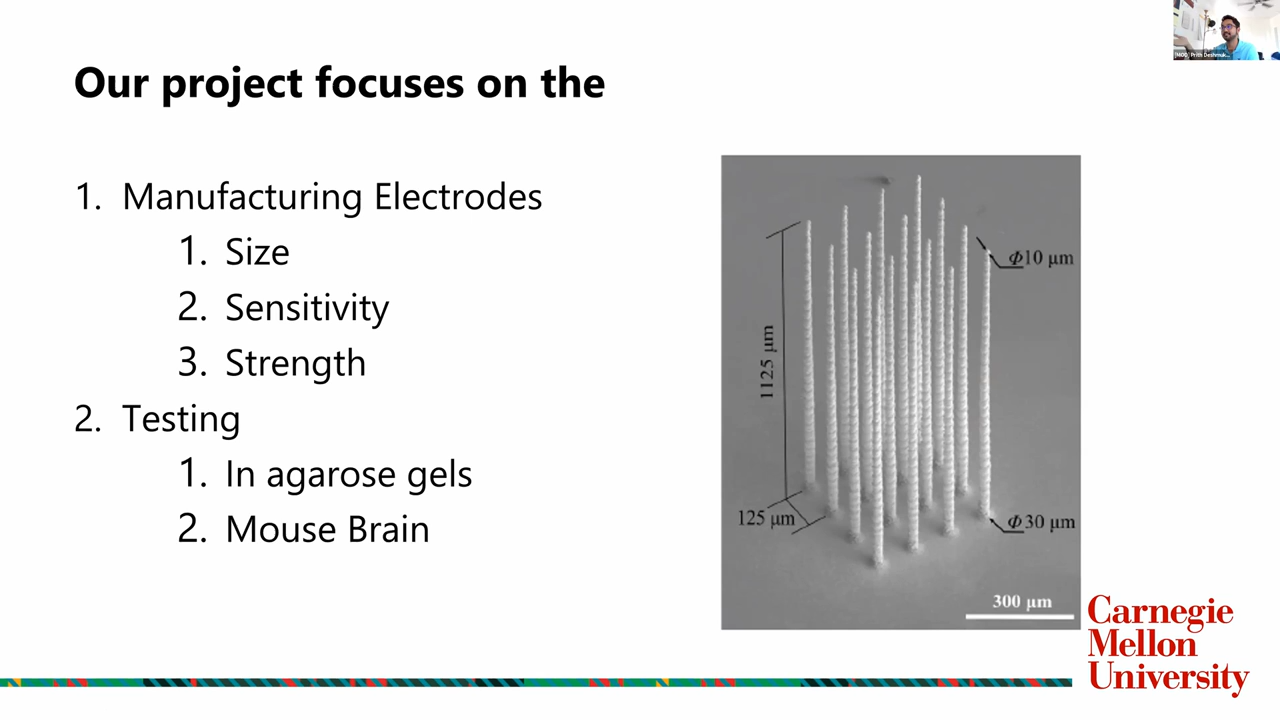 Our project focuses on the
1. Manufacturing Electrodes
1. Size
2. Sensitivity
3. Strength
2. Testing
1. In agarose gels
2. Mouse Brain
1125 μm
125 μm
Φ10 μm
Φ30 μm
300 μm
Carnegie
Mellon
University